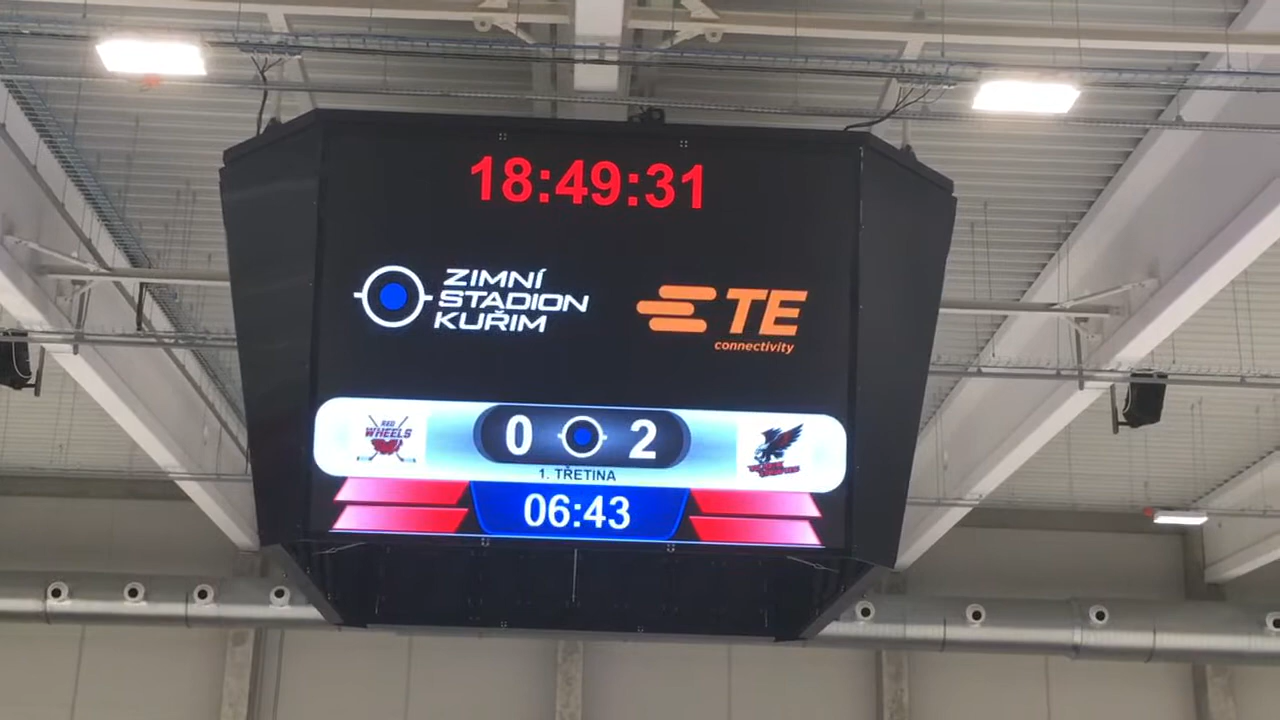 18:49:31
ZIMNÍ
STADION
KUŘIM
TE
connectivity
RED
WHEELS
0 2
1. TŘETINA
06:43